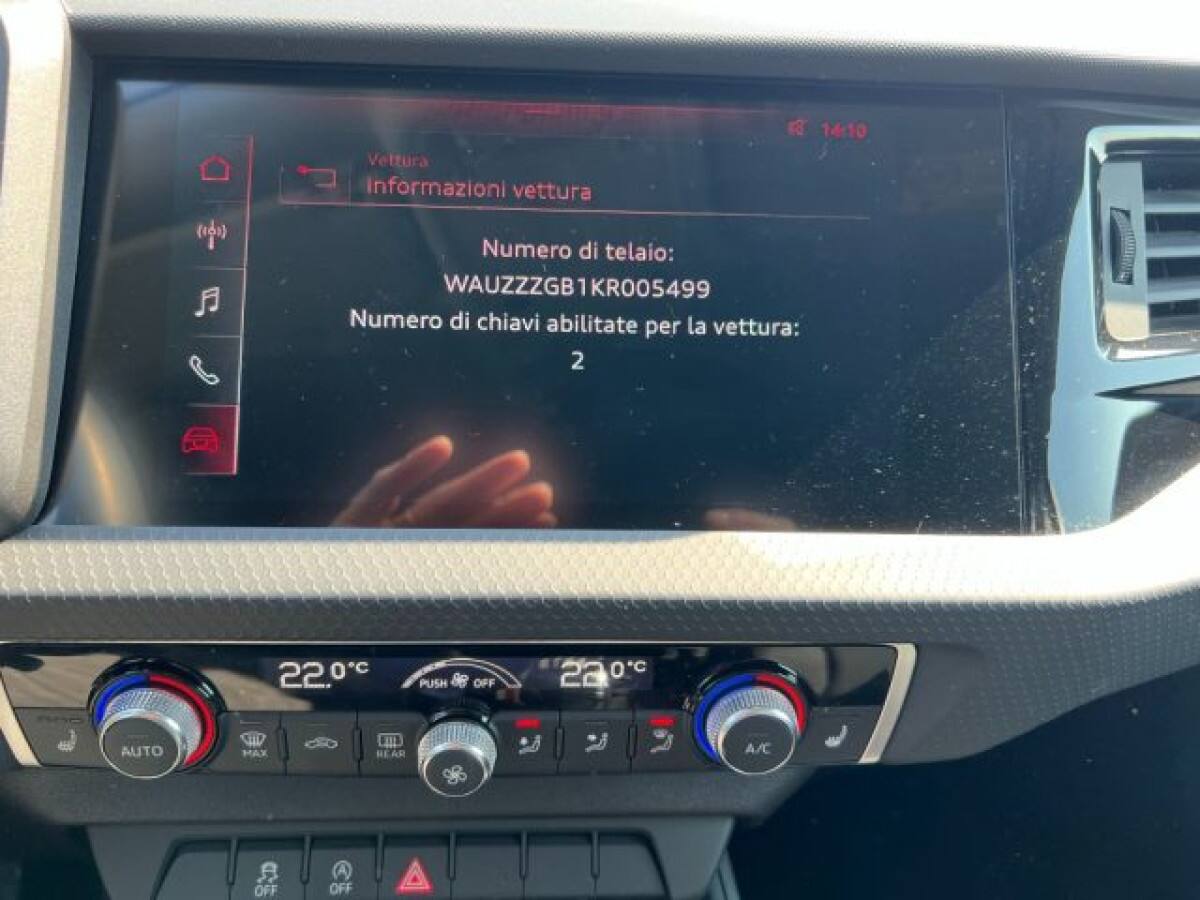 14:10
Vettura
Informazioni vettura
Numero di telaio:
WAUZZZGB1KR005499
Numero di chiavi abilitate per la vettura:
2
22.0°C
PUSH OFF
22.0°C
AUTO
MAX
REAR
A/C
OFF
A
OFF